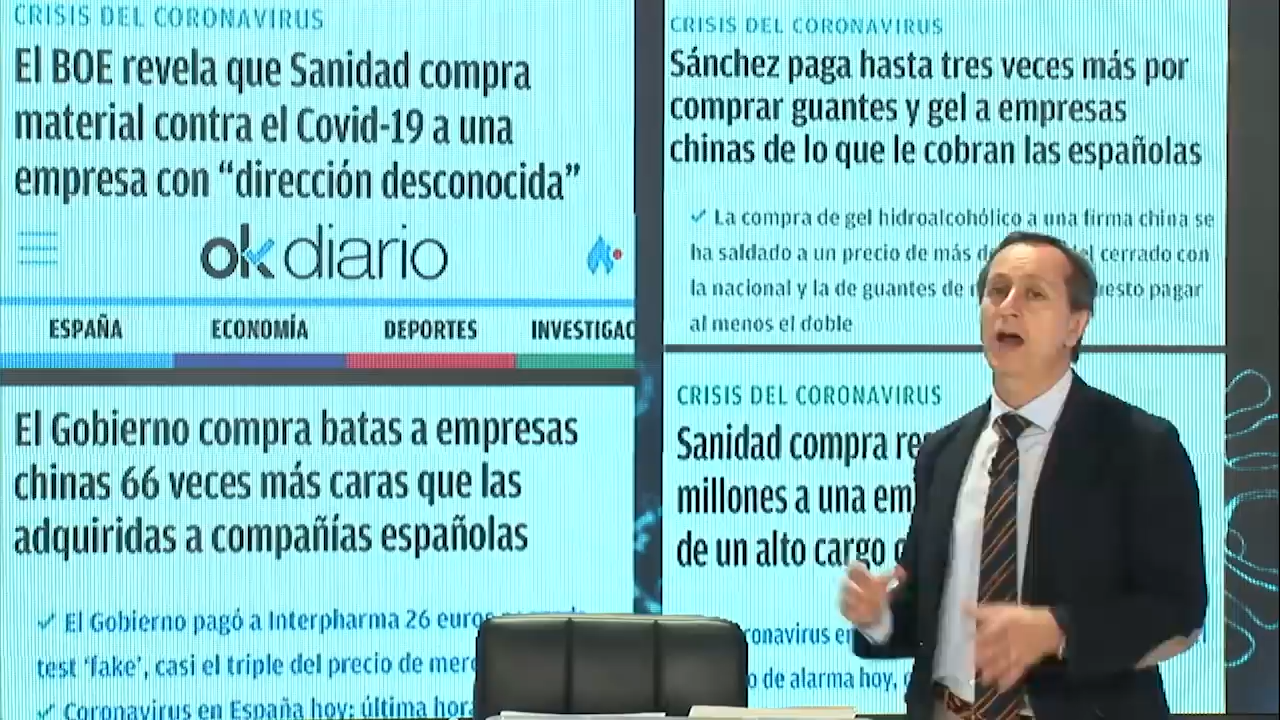 CRISIS DEL CORONAVIRUS
El BOE revela que Sanidad compra
material contra el Covid-19 a una
empresa con “dirección desconocida”
okdiario
ESPAÑA ECONOMÍA DEPORTES INVESTIGAC
El Gobierno compra batas a empresas
chinas 66 veces más caras que las
adquiridas a compañías españolas
✓ El Gobierno pagó a Interpharma 26 euros
test ‘fake’, casi el triple del precio de merc
✓ Coronavirus en España hoy: última hora
CRISIS DEL CORONAVIRUS
Sánchez paga hasta tres veces más por
comprar guantes y gel a empresas
chinas de lo que le cobran las españolas
✓ La compra de gel hidroalcohólico a una firma china se
ha saldado a un precio de más d el cerrado con
la nacional y la de guantes de esto pagar
al menos el doble
CRISIS DEL CORONAVIRUS
Sanidad compra re
millones a una em
de un alto cargo
ronavirus en
o de alarma hoy,